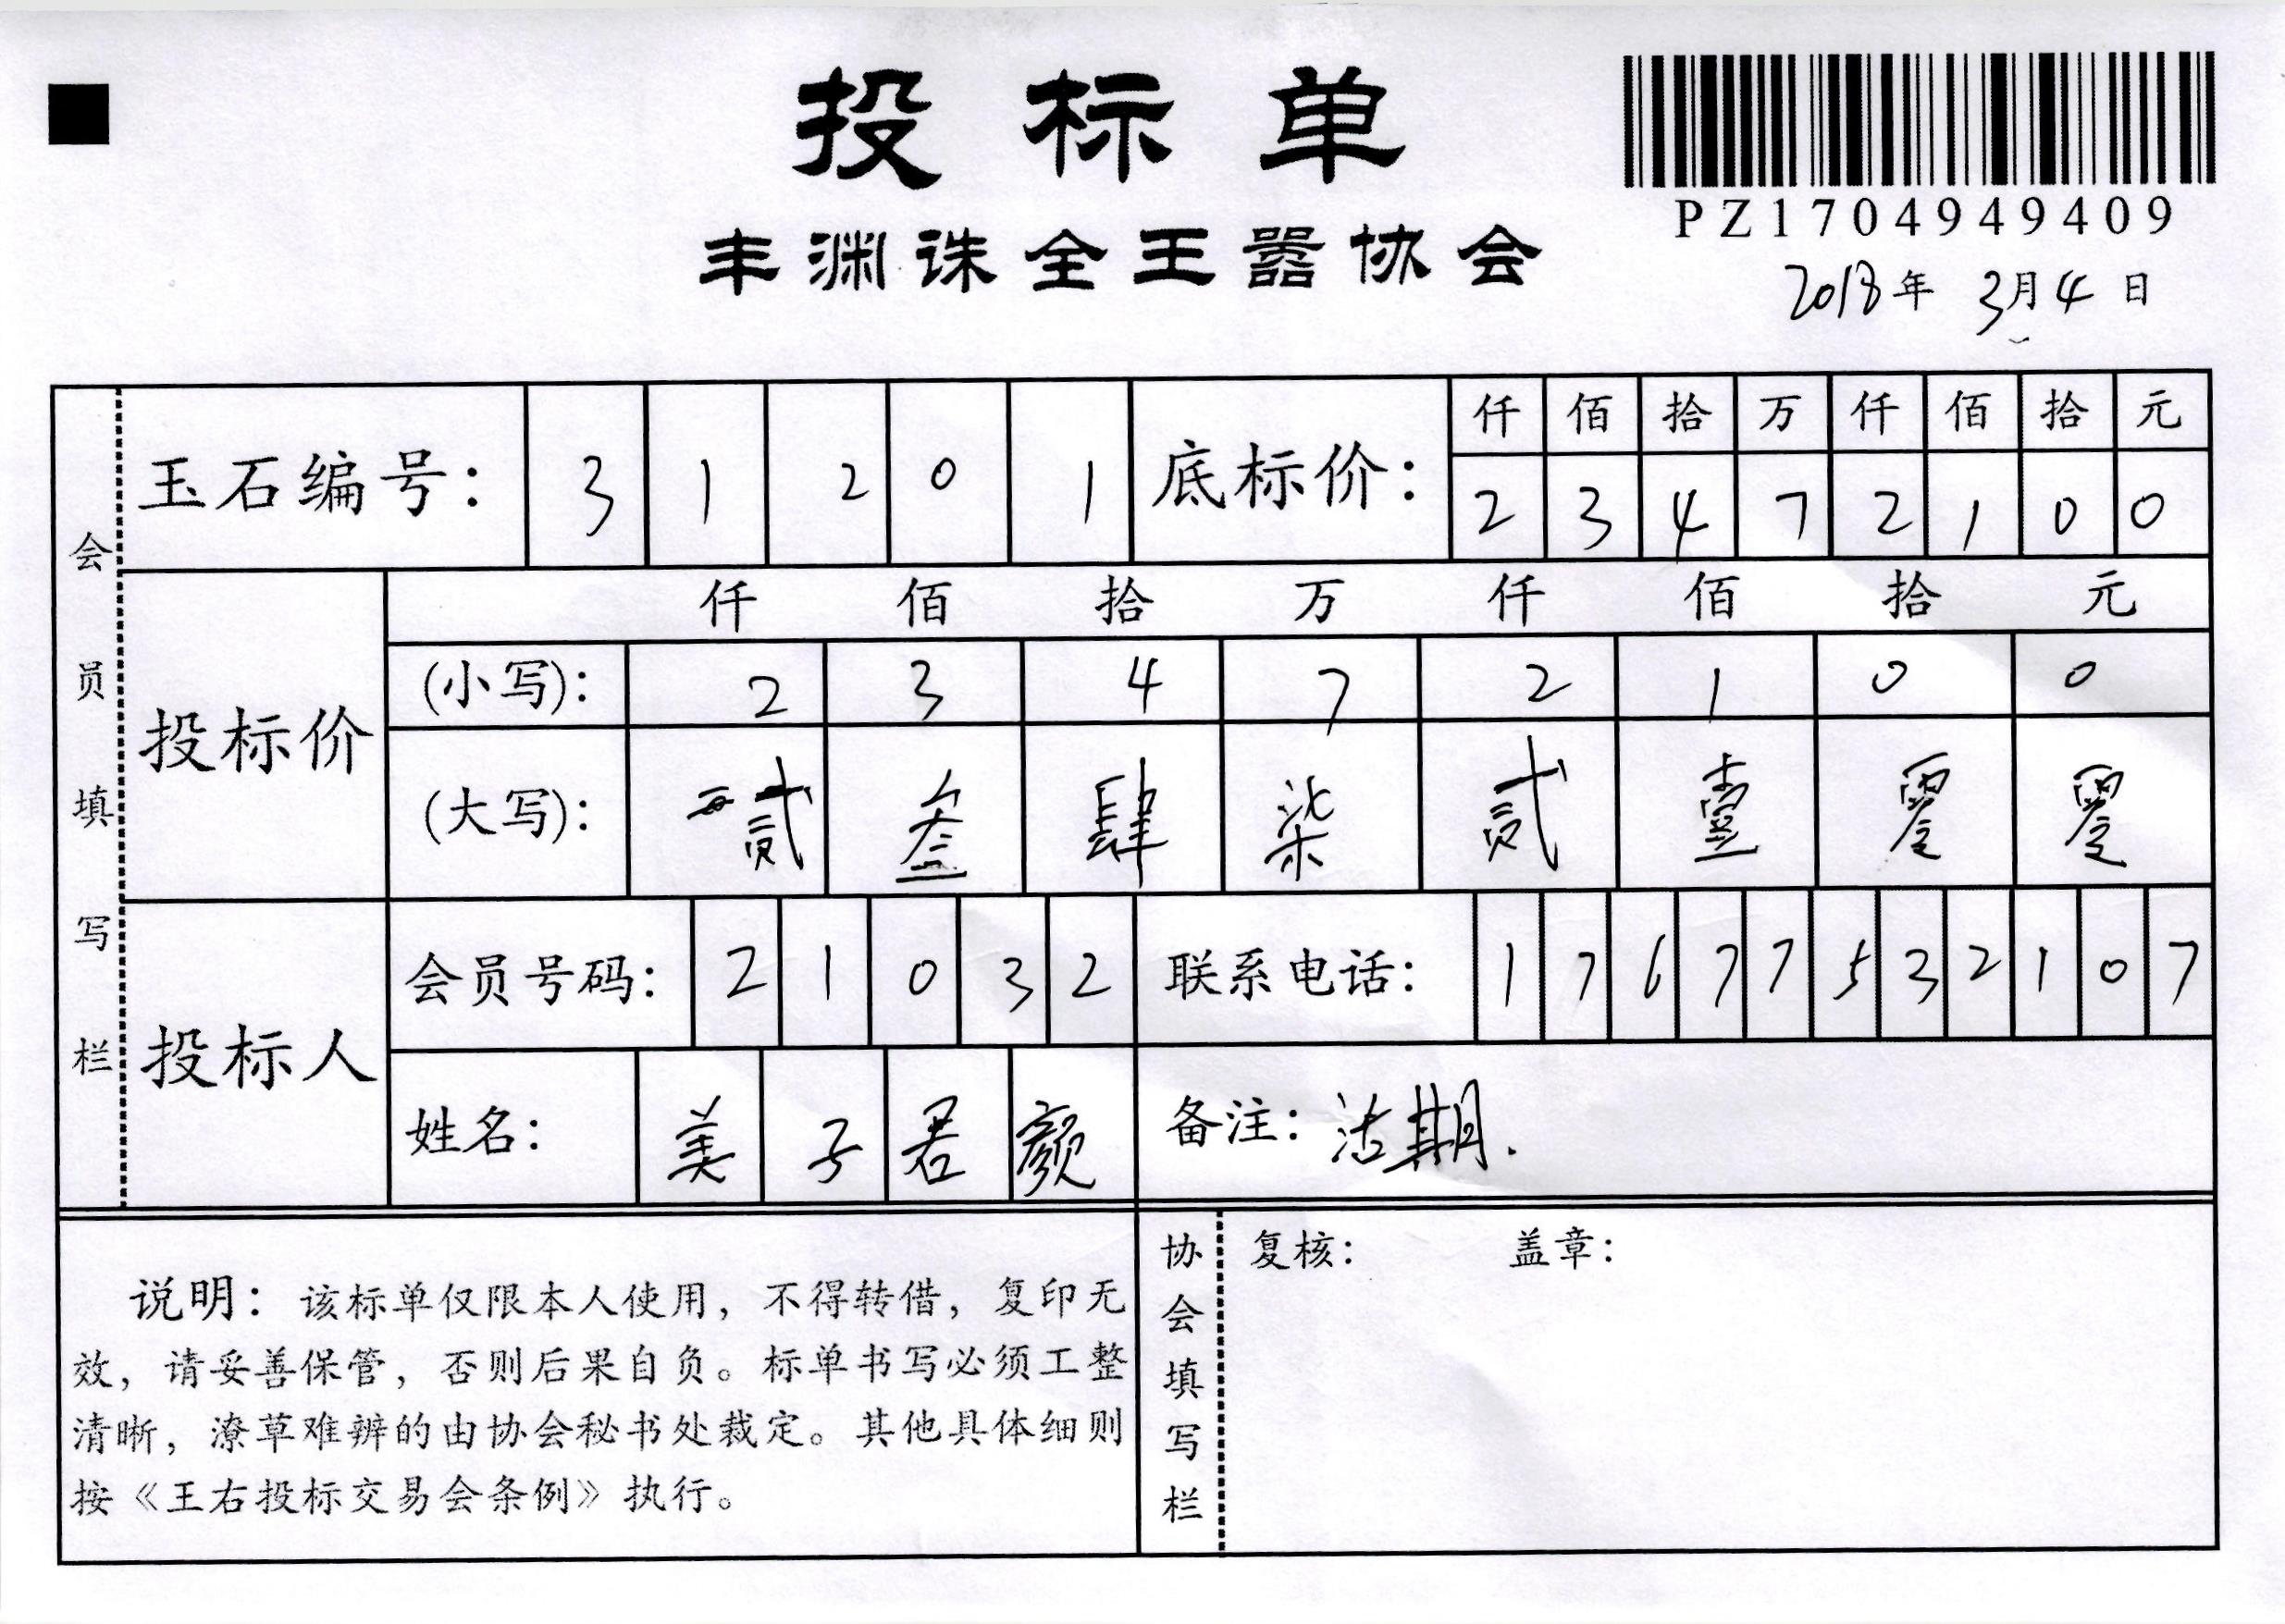 投标单
丰渊诛全王嚣协会
PZ1704949409
2018年 3月4日
会员填写栏
玉石编号： 3 1 2 0 1
底标价： 仟 佰 拾 万 仟 佰 拾 元
2 3 4 7 2 1 0 0
投标价
仟 佰 拾 万 仟 佰 拾 元
(小写)： 2 3 4 7 2 1 0 0
(大写)： 贰 叁 肆 柒 贰 壹 零 零
投标人
会员号码： 2 1 0 3 2
联系电话： 1 7 6 7 7 5 3 2 1 0 7
姓名： 美 子 君 颜
备注：活期.
说明：该标单仅限本人使用，不得转借，复印无
效，请妥善保管，否则后果自负。标单书写必须工整
清晰，潦草难辨的由协会秘书处裁定。其他具体细则
按《王右投标交易会条例》执行。
协会填写栏
复核： 盖章：